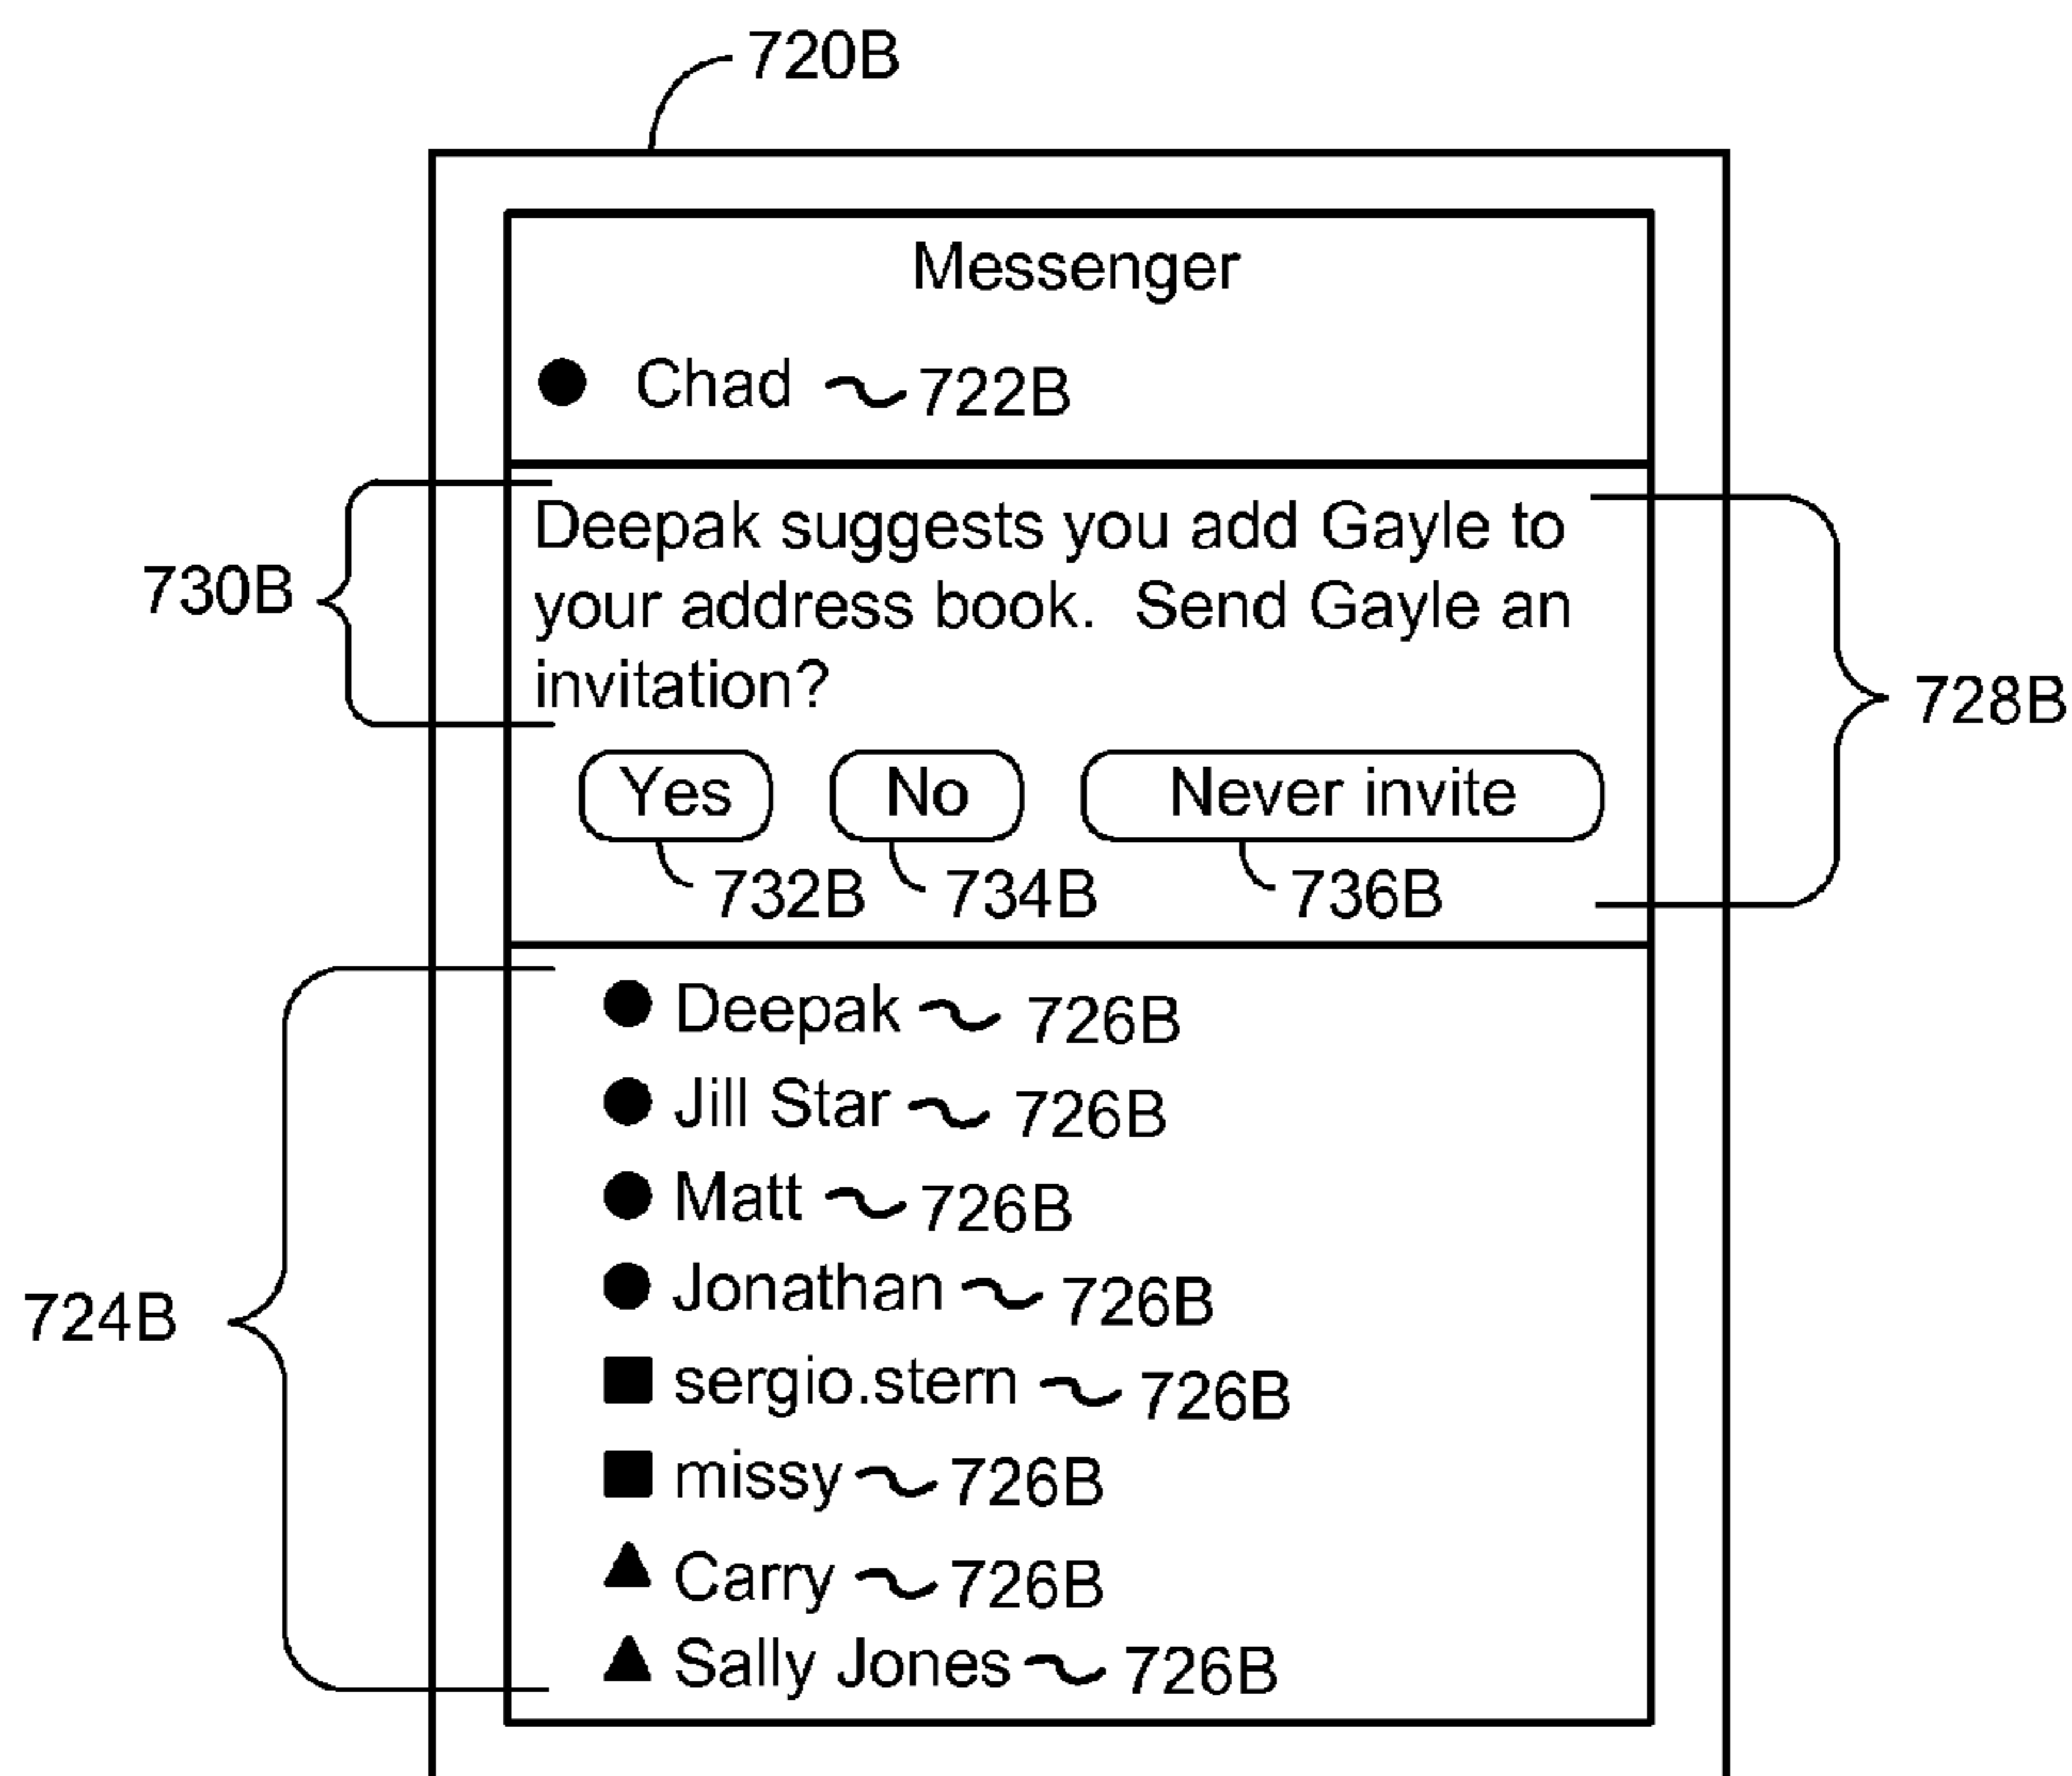 720B
Messenger
Chad 722B
Deepak suggests you add Gayle to
your address book. Send Gayle an
invitation?
730B
728B
Yes No Never invite
732B 734B 736B
Deepak 726B
Jill Star 726B
Matt 726B
Jonathan 726B
724B
sergio.stern 726B
missy 726B
Carry 726B
Sally Jones 726B